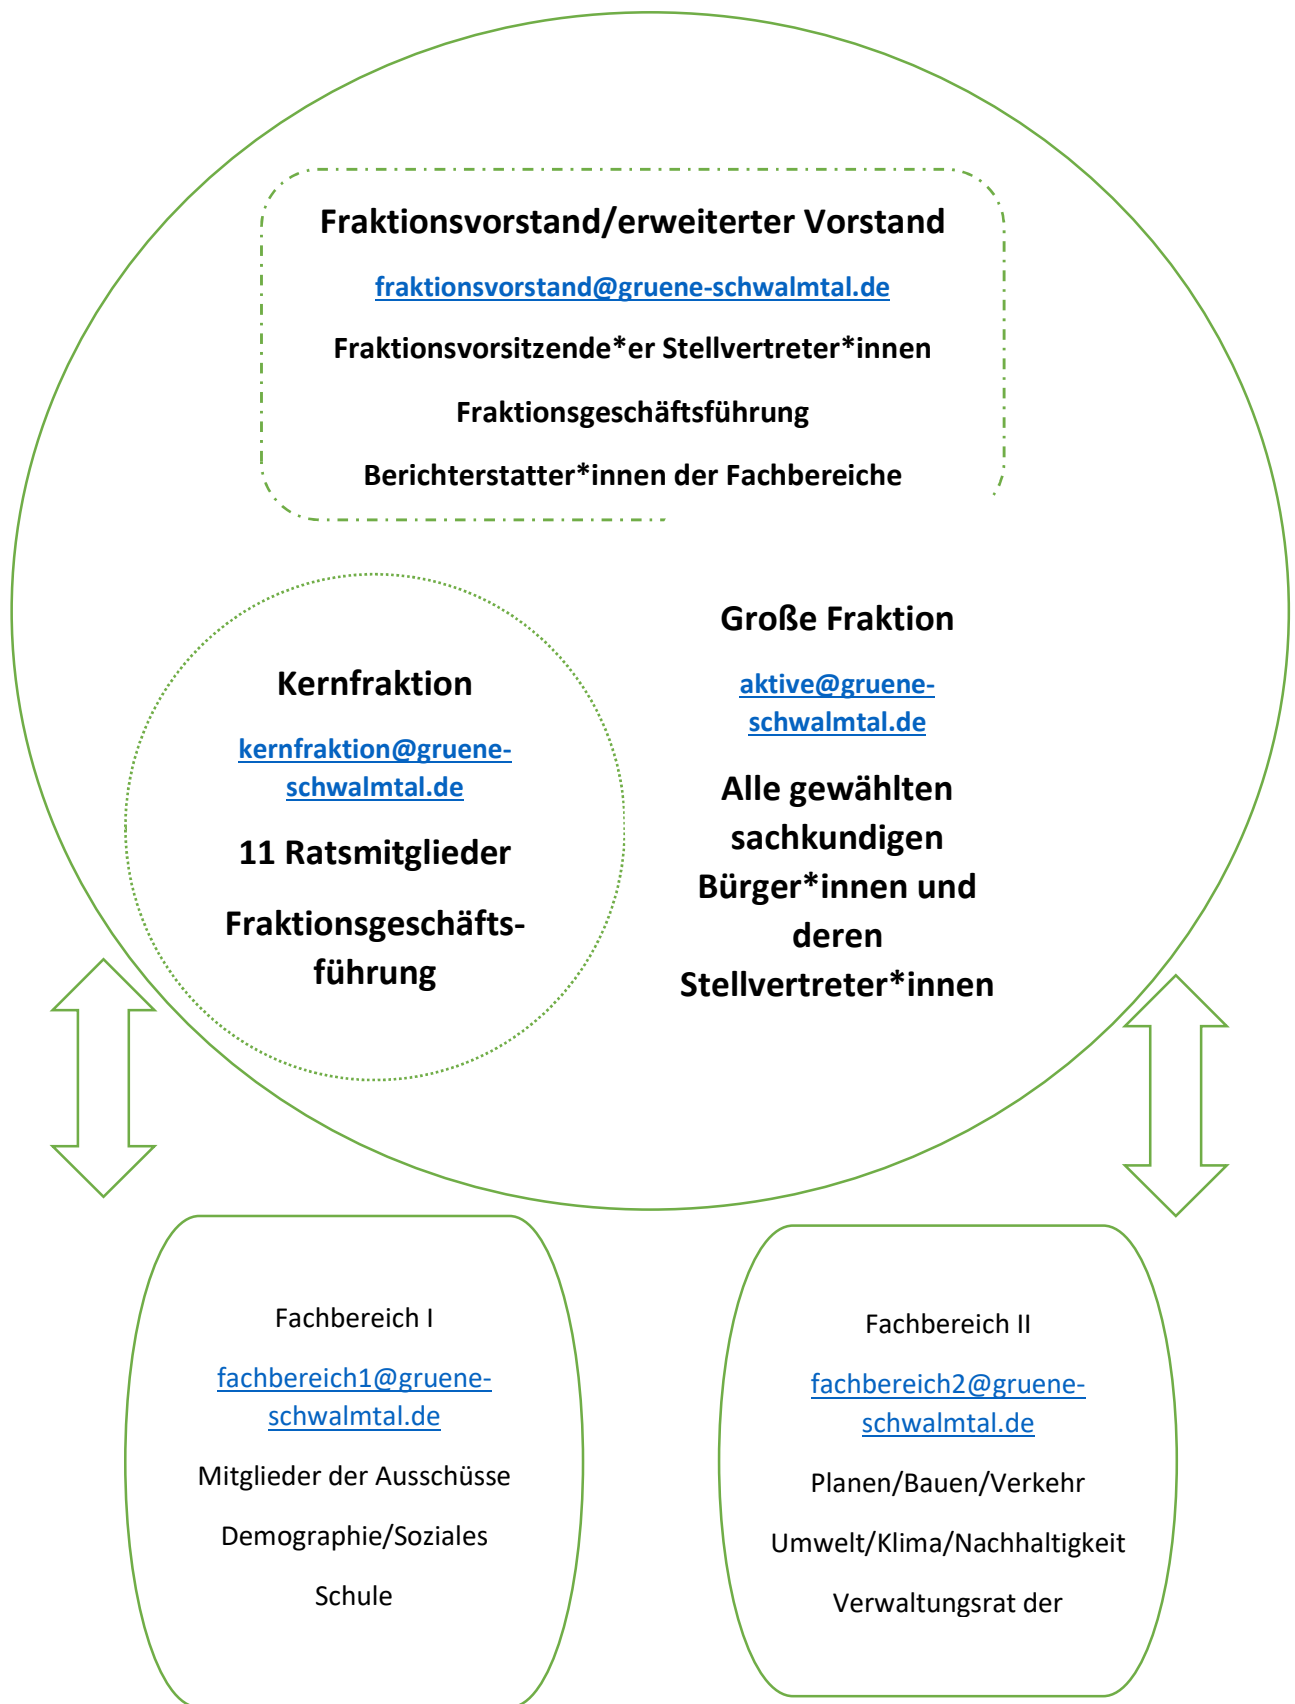 Fraktionsvorstand/erweiterter Vorstand
fraktionsvorstand@gruene-schwalmtal.de
Fraktionsvorsitzende*er Stellvertreter*innen
Fraktionsgeschäftsführung
Berichterstatter*innen der Fachbereiche
Kernfraktion
kernfraktion@gruene-
schwalmtal.de
11 Ratsmitglieder
Fraktionsgeschäfts-
führung
Große Fraktion
aktive@gruene-
schwalmtal.de
Alle gewählten
sachkundigen
Bürger*innen und
deren
Stellvertreter*innen
Fachbereich I
fachbereich1@gruene-
schwalmtal.de
Mitglieder der Ausschüsse
Demographie/Soziales
Schule
Fachbereich II
fachbereich2@gruene-
schwalmtal.de
Planen/Bauen/Verkehr
Umwelt/Klima/Nachhaltigkeit
Verwaltungsrat der